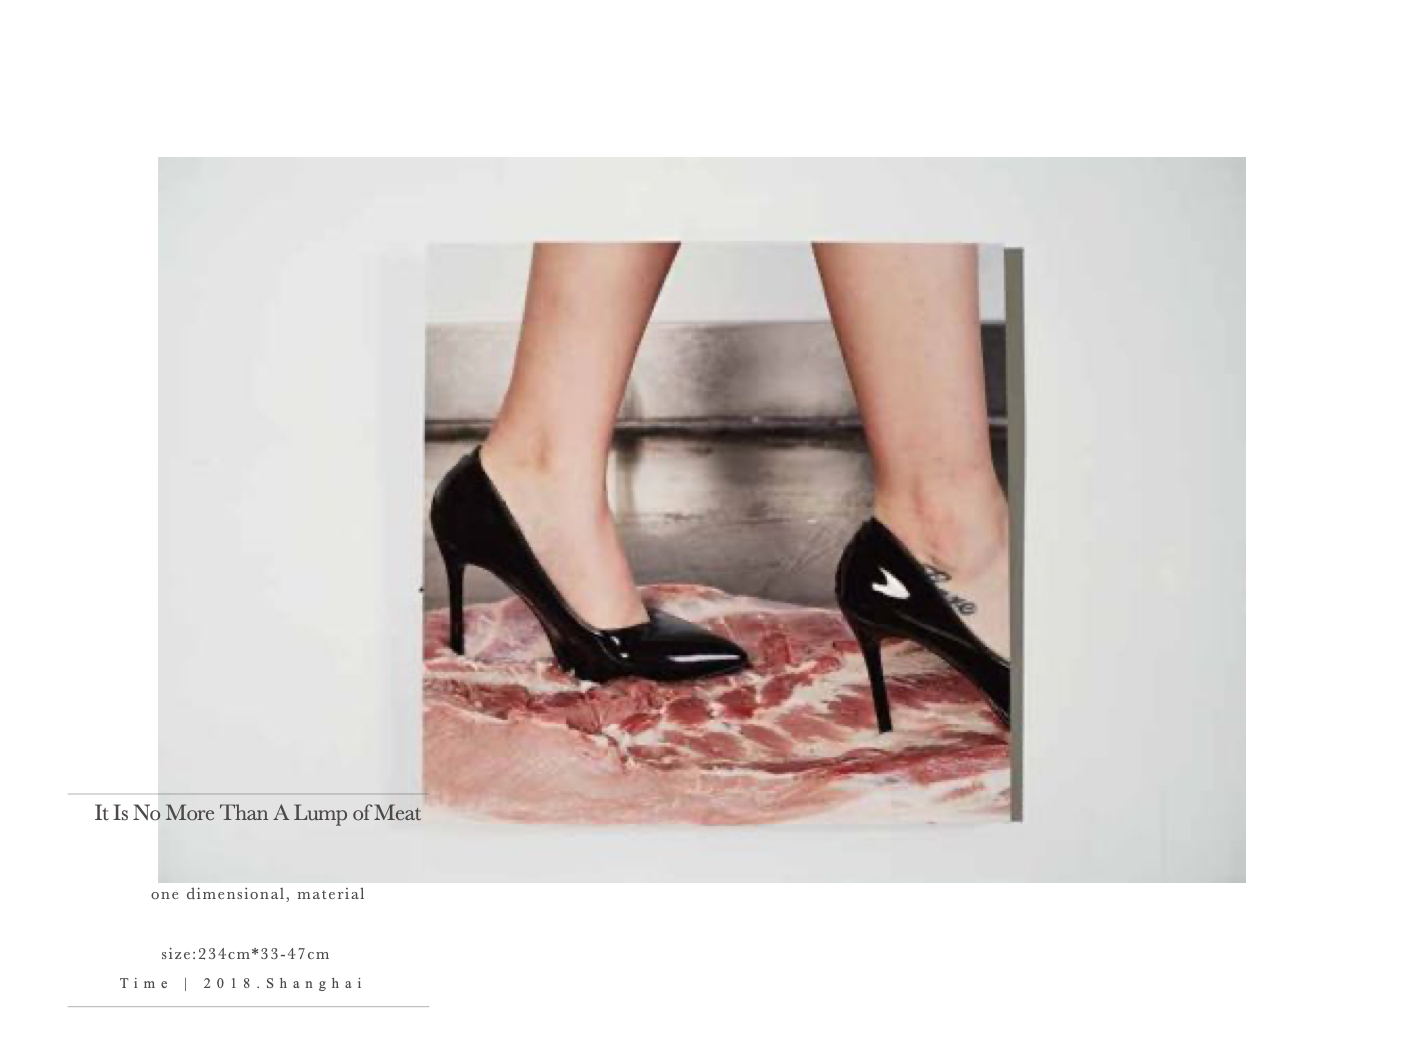 It Is No More Than A Lump of Meat
one dimensional, material
size:234cm*33-47cm
Time | 2018.Shanghai